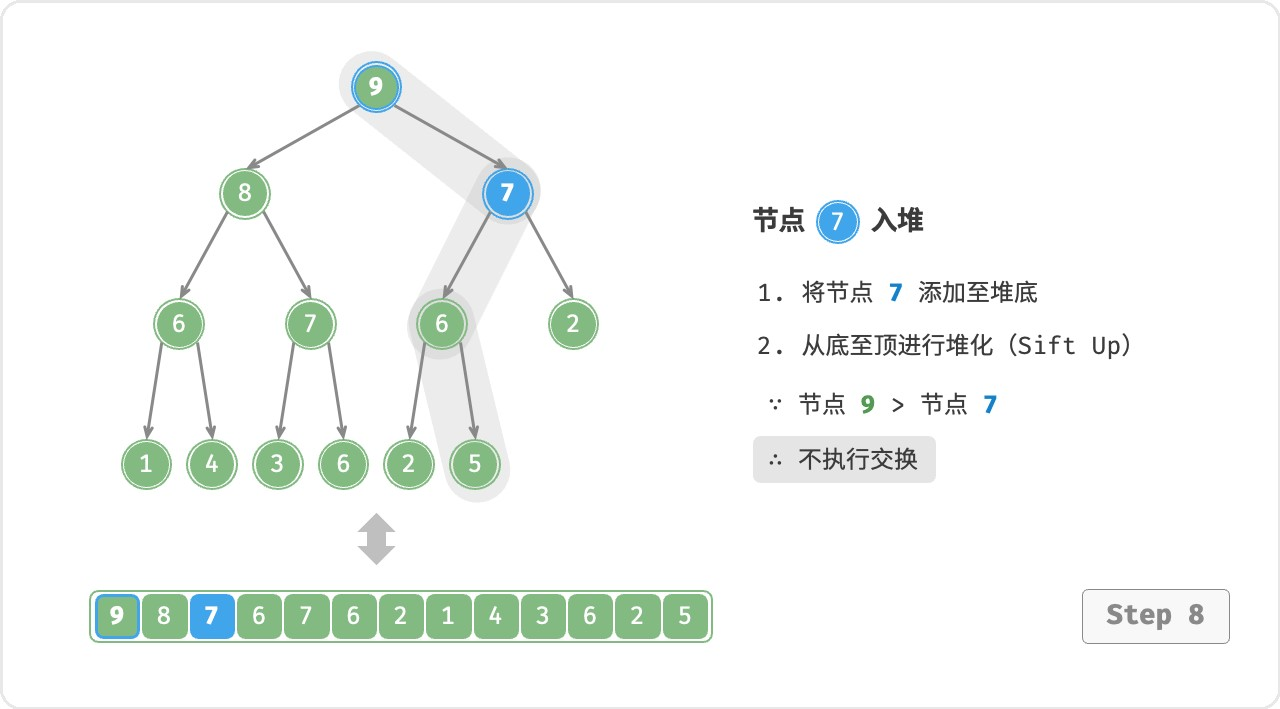 9
8 7
6 7 6 2
1 4 3 6 2 5
9 8 7 6 7 6 2 1 4 3 6 2 5
节点 7 入堆
1. 将节点 7 添加至堆底
2. 从底至顶进行堆化（Sift Up）
∵ 节点 9 > 节点 7
∴ 不执行交换
Step 8